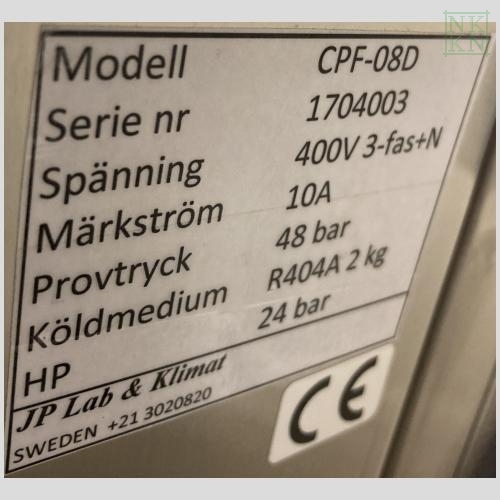 NK
KN
Modell CPF-08D
Serie nr 1704003
Spänning 400V 3-fas+N
Märkström 10A
Provtryck 48 bar
Köldmedium R404A 2 kg
HP 24 bar
JP Lab & Klimat
SWEDEN +21 3020820
CE